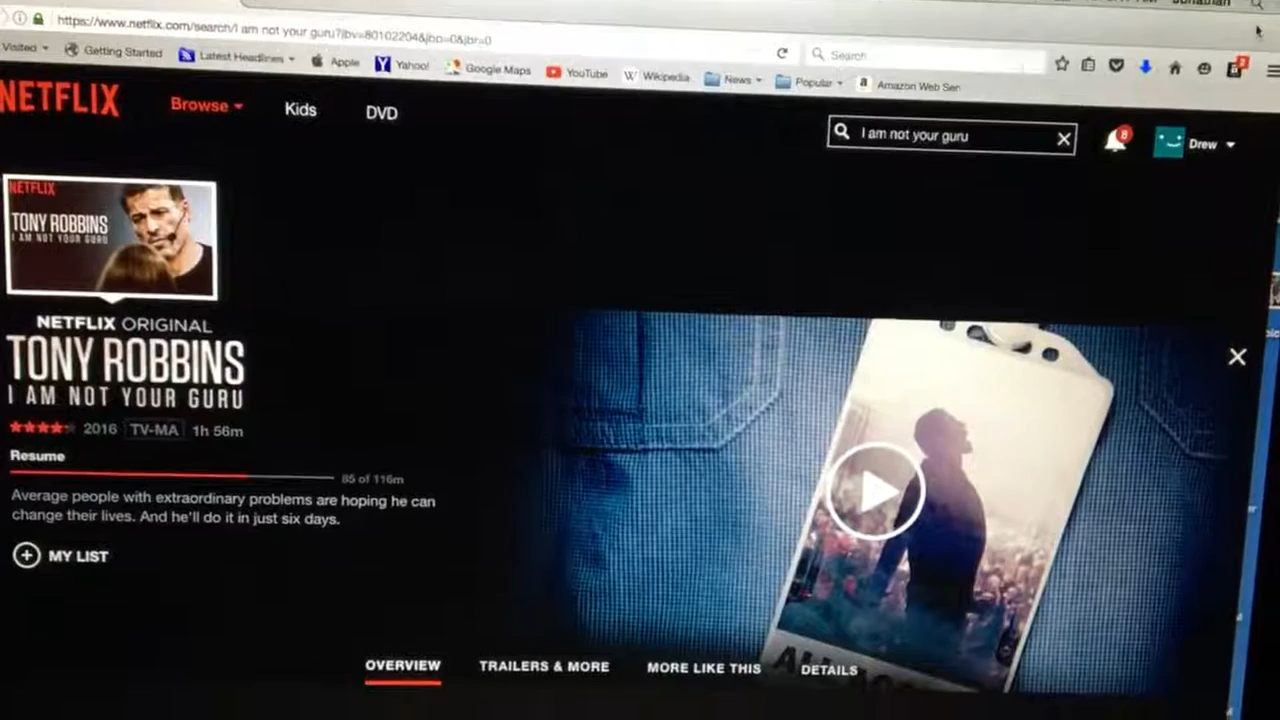 Jonathan
https://www.netflix.com/search/I am not your guru?jbv=80102204&jbp=0&jbr=0
Search
Visited
Getting Started
Latest Headlines
Apple
Yahoo!
Google Maps
YouTube
Wikipedia
News
Popular
Amazon Web Ser
2
NETFLIX
Browse
Kids
DVD
I am not your guru
8
Drew
NETFLIX
TONY ROBBINS
I AM NOT YOUR GURU
NETFLIX ORIGINAL
TONY ROBBINS
I AM NOT YOUR GURU
2016 TV-MA 1h 56m
Resume
85 of 116m
Average people with extraordinary problems are hoping he can
change their lives. And he'll do it in just six days.
MY LIST
OVERVIEW
TRAILERS & MORE
MORE LIKE THIS
DETAILS